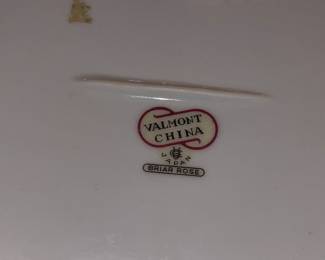 VALMONT
CHINA
JAPAN
BRIAR ROSE